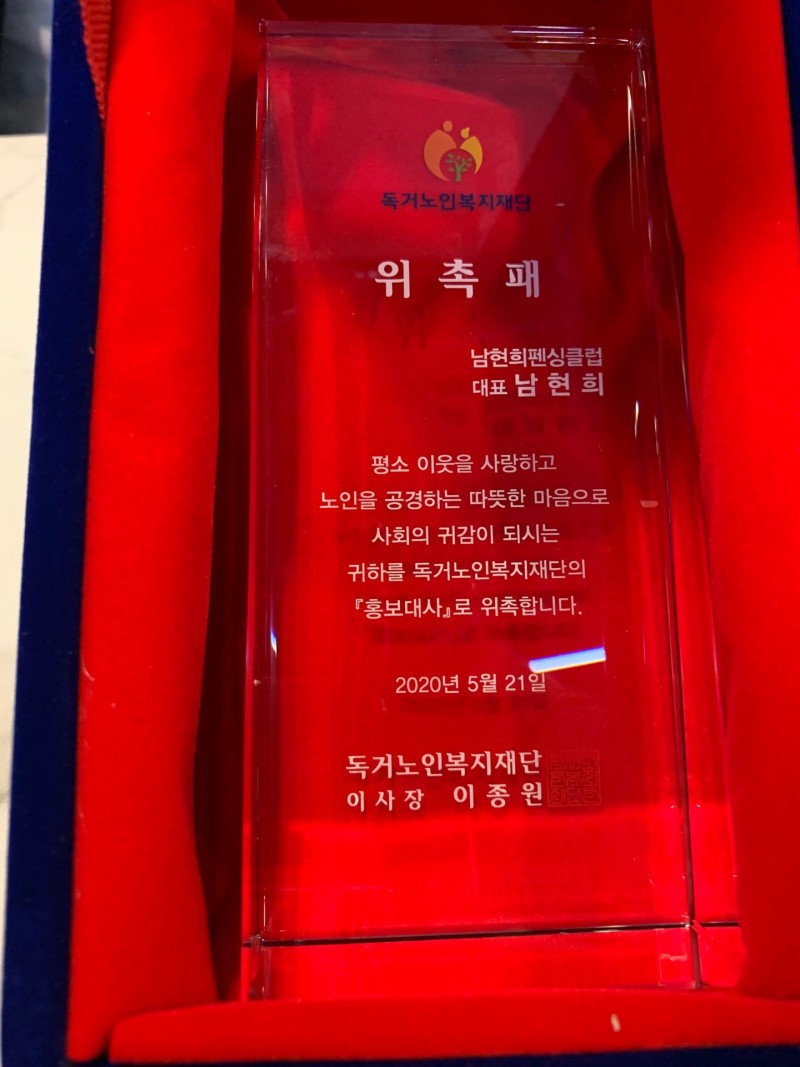 독거노인복지재단
위촉패
남현희펜싱클럽
대표 남현희
평소 이웃을 사랑하고
노인을 공경하는 따뜻한 마음으로
사회의 귀감이 되시는
귀하를 독거노인복지재단의
『홍보대사』로 위촉합니다.
2020년 5월 21일
독거노인복지재단
이사장 이종원